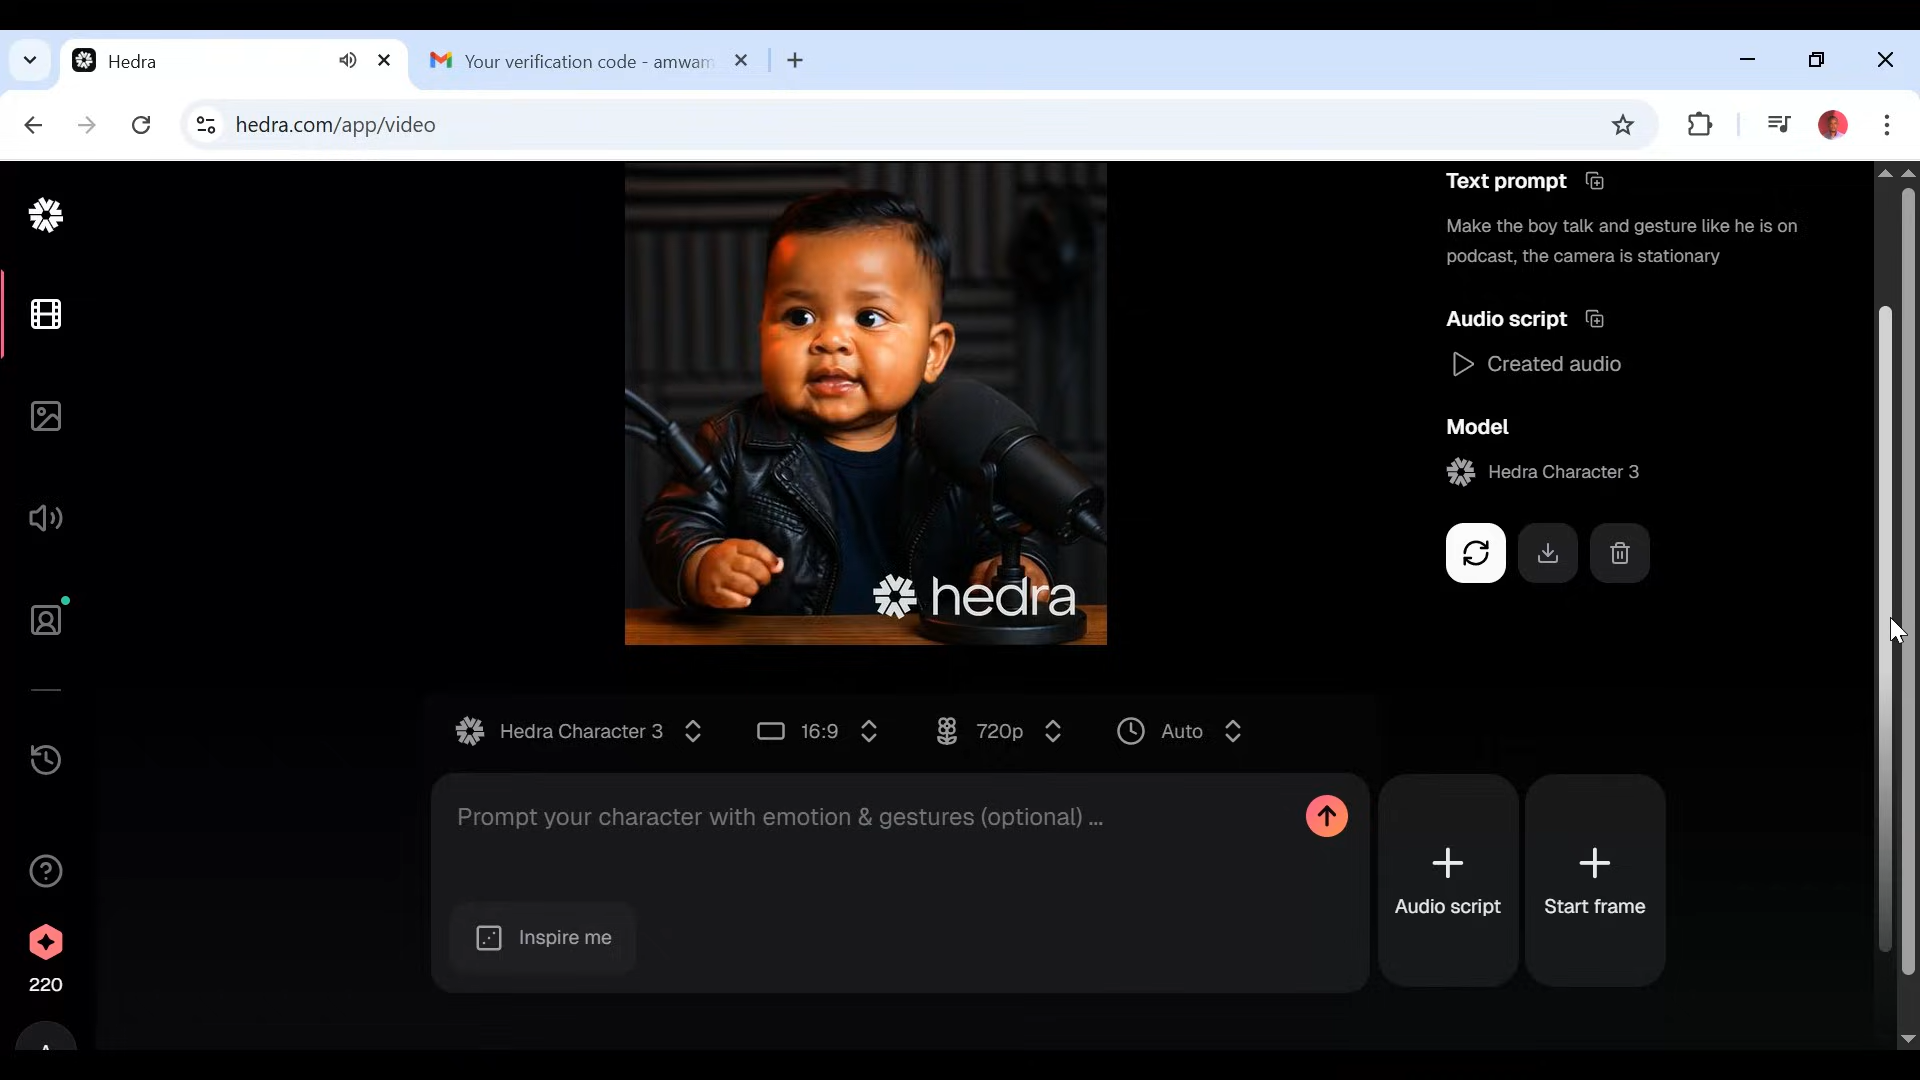 Hedra
Your verification code - amwam
hedra.com/app/video
Text prompt
Make the boy talk and gesture like he is on
podcast, the camera is stationary
Audio script
Created audio
Model
Hedra Character 3
hedra
Hedra Character 3
16:9
720p
Auto
Prompt your character with emotion & gestures (optional) ...
Inspire me
Audio script
Start frame
220